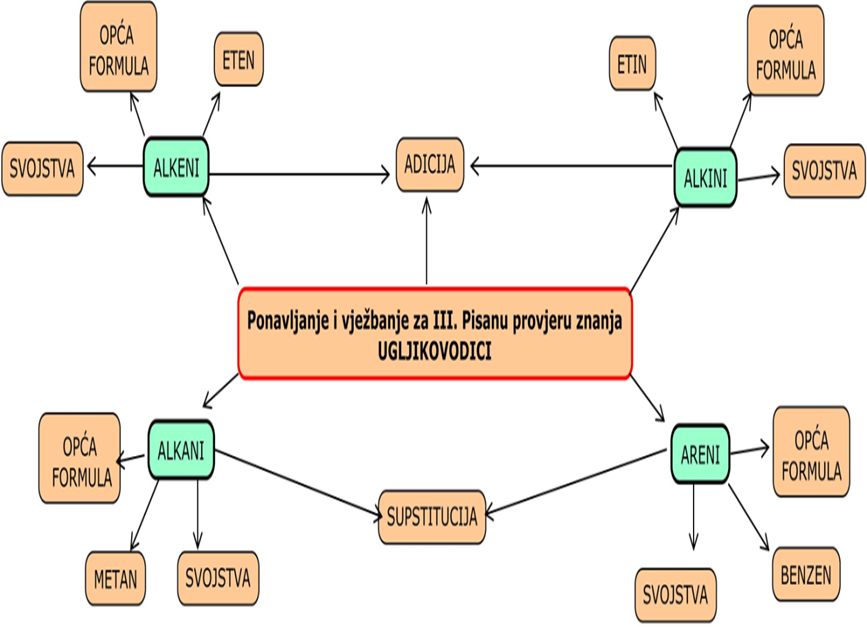 OPĆA
FORMULA
ETEN
ETIN
OPĆA
FORMULA
SVOJSTVA
ALKENI
ADICIJA
ALKINI
SVOJSTVA
Ponavljanje i vježbanje za III. Pisanu provjeru znanja
UGLJIKOVODICI
OPĆA
FORMULA
ALKANI
ARENI
OPĆA
FORMULA
SUPSTITUCIJA
METAN
SVOJSTVA
SVOJSTVA
BENZEN